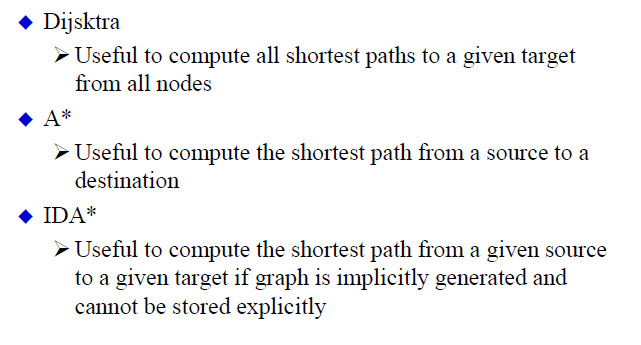 ◆ Dijsktra
➢ Useful to compute all shortest paths to a given target
from all nodes
◆ A*
➢ Useful to compute the shortest path from a source to a
destination
◆ IDA*
➢ Useful to compute the shortest path from a given source
to a given target if graph is implicitly generated and
cannot be stored explicitly